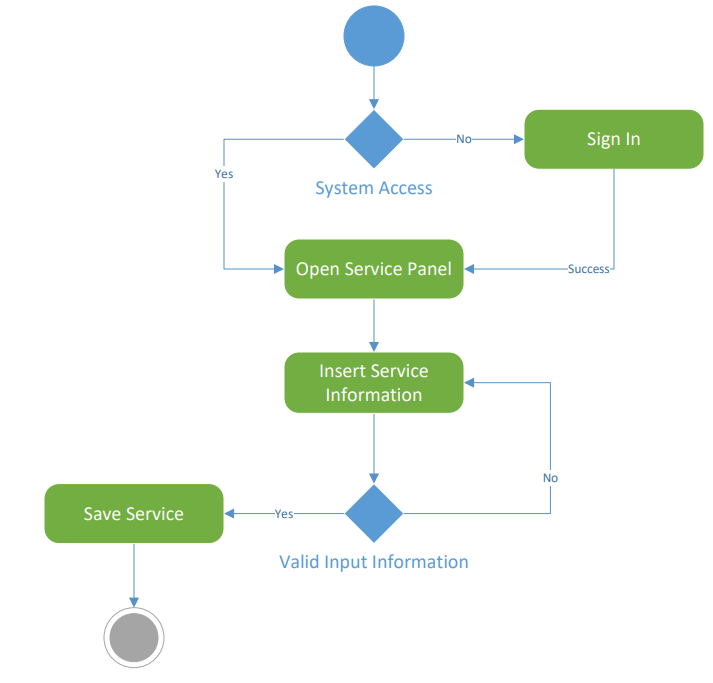 No
Sign In
Yes
System Access
Open Service Panel
Success
Insert Service
Information
No
Save Service
Yes
Valid Input Information